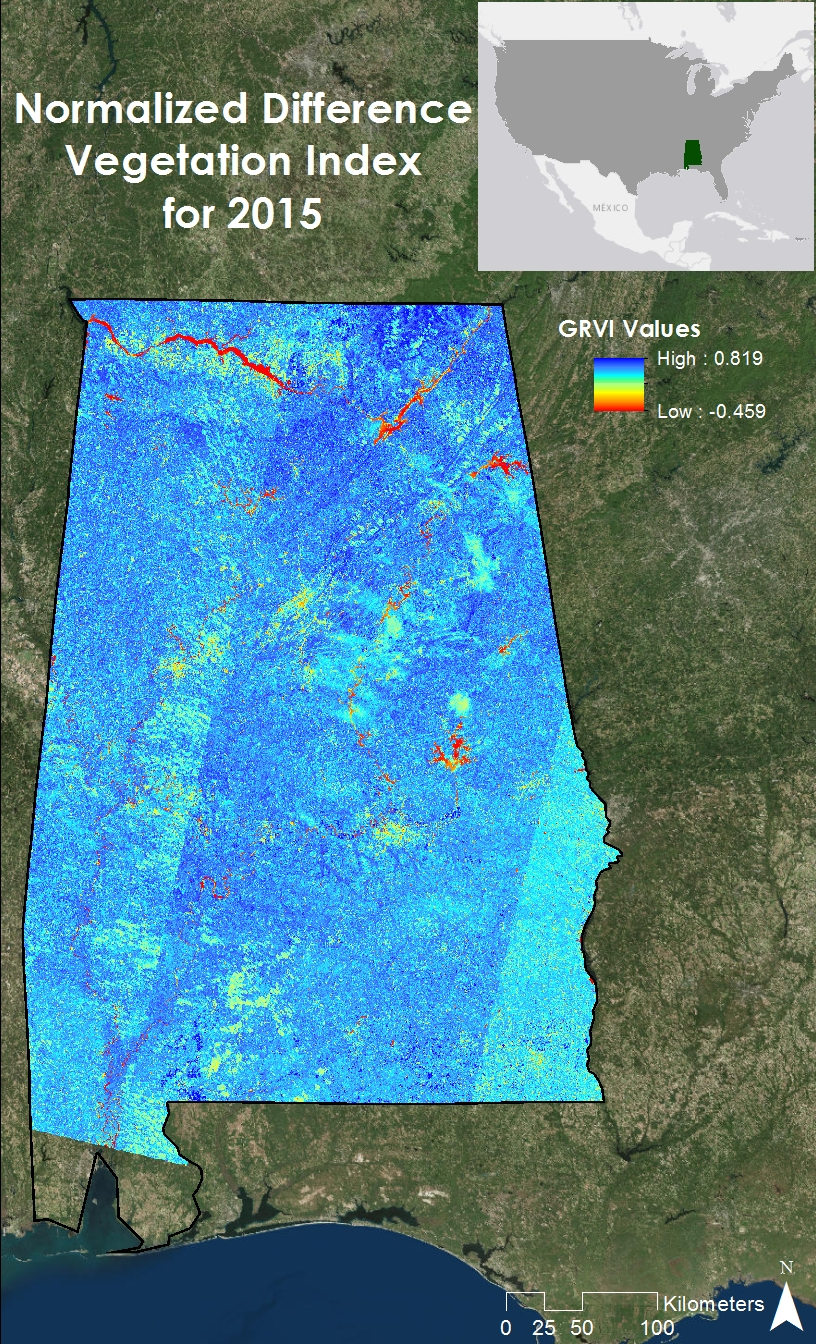 Normalized Difference
Vegetation Index
for 2015
MÉXICO
GRVI Values
High : 0.819
Low : -0.459
N
Kilometers
0 25 50 100